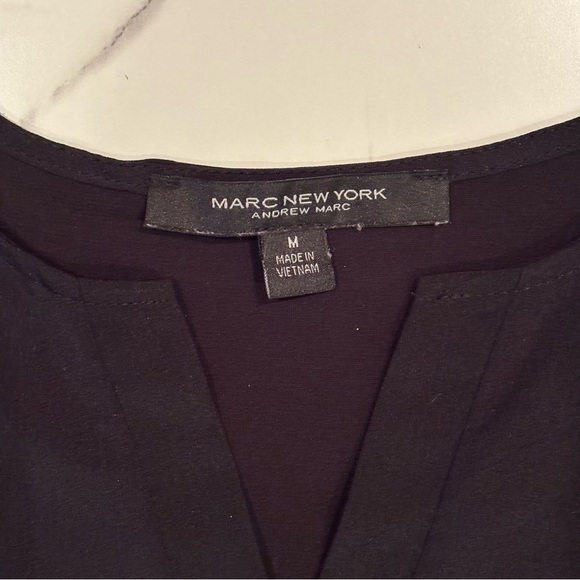 MARC NEW YORK
ANDREW MARC
M
MADE IN
VIETNAM